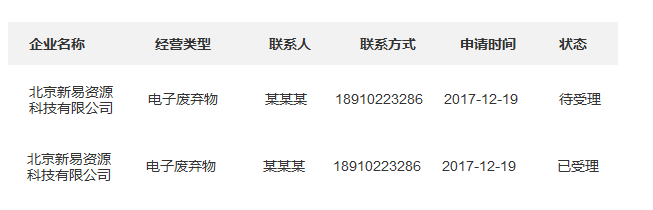 企业名称 经营类型 联系人 联系方式 申请时间 状态
北京新易资源
科技有限公司 电子废弃物 某某某 18910223286 2017-12-19 待受理
北京新易资源
科技有限公司 电子废弃物 某某某 18910223286 2017-12-19 已受理